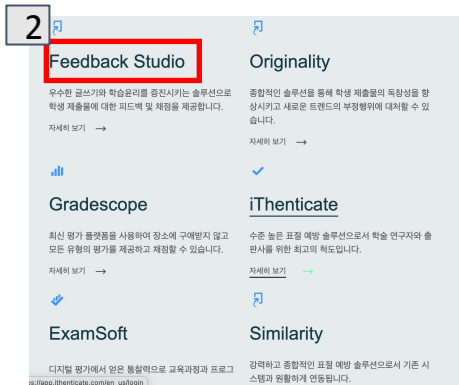 2
Feedback Studio
우수한 글쓰기와 학습윤리를 증진시키는 솔루션으로
학생 제출물에 대한 피드백 및 채점을 제공합니다.
자세히 보기 →
Originality
종합적인 솔루션을 통해 학생 제출물의 독창성을 향
상시키고 새로운 트렌드의 부정행위에 대처할 수 있
습니다.
자세히 보기 →
Gradescope
최신 평가 플랫폼을 사용하여 장소에 구애받지 않고
모든 유형의 평가를 제공하고 채점할 수 있습니다.
자세히 보기 →
iThenticate
수준 높은 표절 예방 솔루션으로서 학술 연구자와 출
판사를 위한 최고의 척도입니다.
자세히 보기 →
ExamSoft
디지털 평가에서 얻은 통찰력으로 교육과정과 프로그
Similarity
강력하고 종합적인 표절 예방 솔루션으로서 기존 시
스템과 원활하게 연동됩니다.
s://app.ithenticate.com/en_us/login